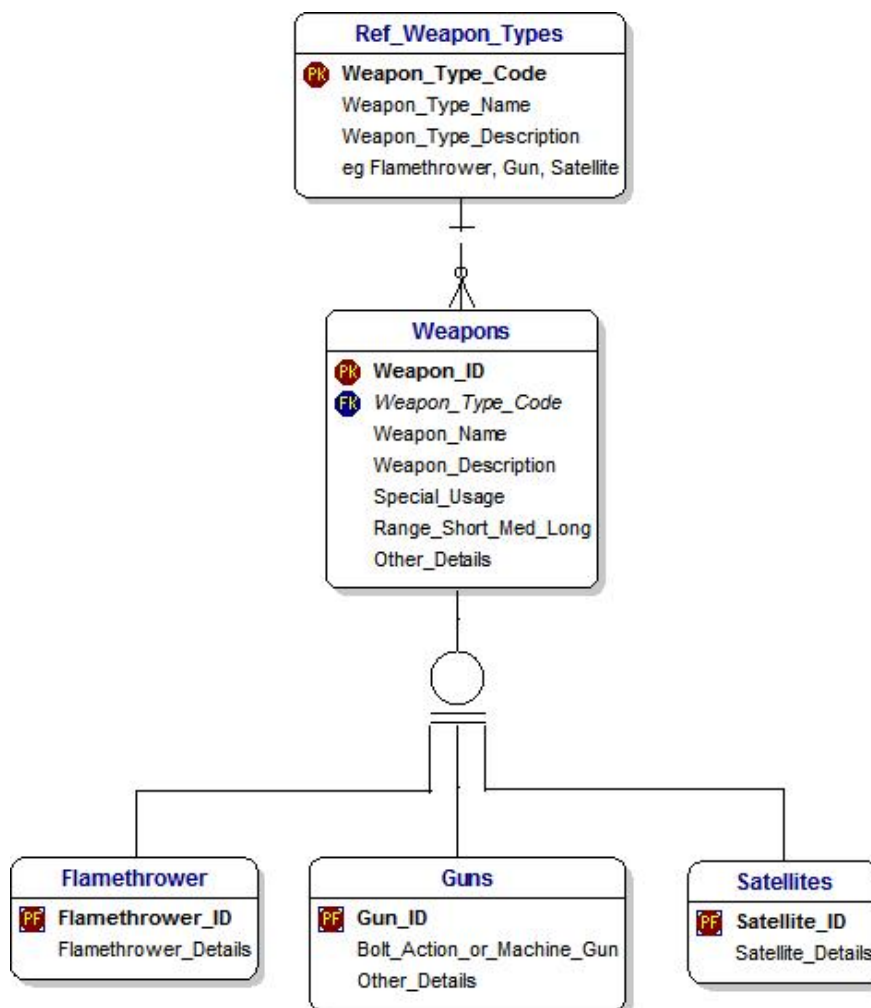 Ref_Weapon_Types
PK Weapon_Type_Code
Weapon_Type_Name
Weapon_Type_Description
eg Flamethrower, Gun, Satellite
Weapons
PK Weapon_ID
FK Weapon_Type_Code
Weapon_Name
Weapon_Description
Special_Usage
Range_Short_Med_Long
Other_Details
Flamethrower
PF Flamethrower_ID
Flamethrower_Details
Guns
PF Gun_ID
Bolt_Action_or_Machine_Gun
Other_Details
Satellites
PF Satellite_ID
Satellite_Details